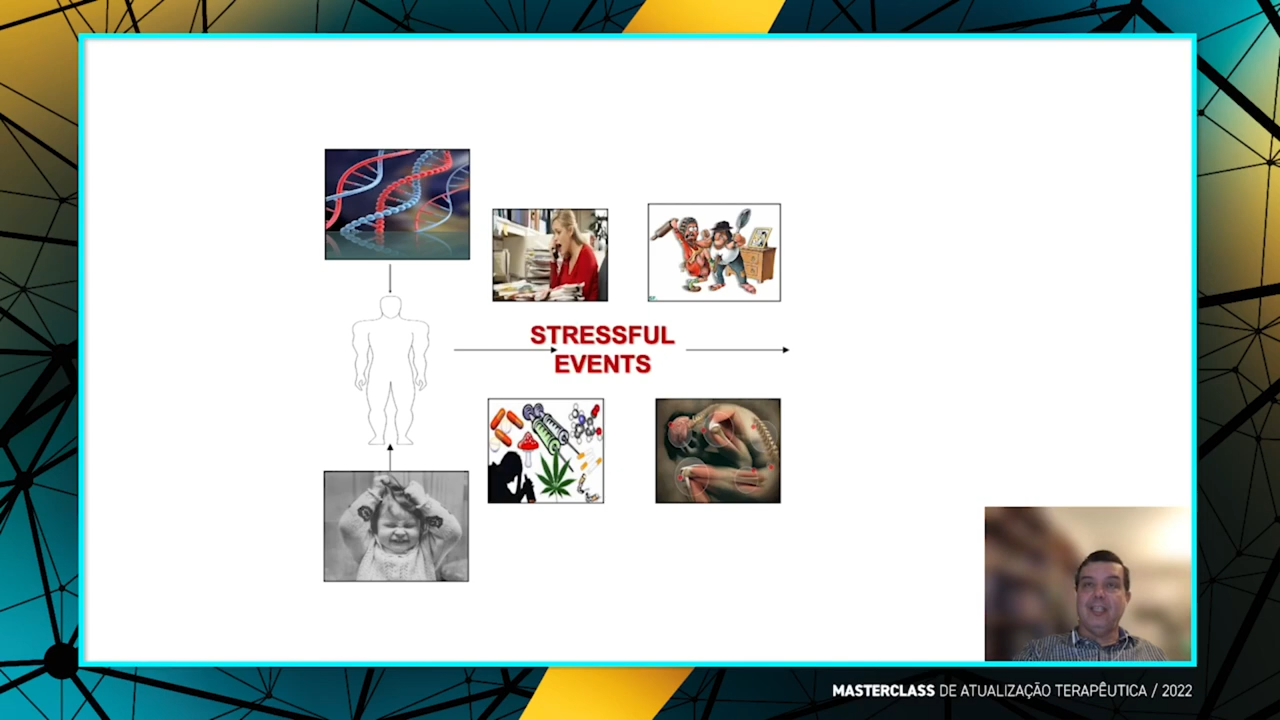 STRESSFUL
EVENTS
MASTERCLASS DE ATUALIZAÇÃO TERAPÊUTICA / 2022